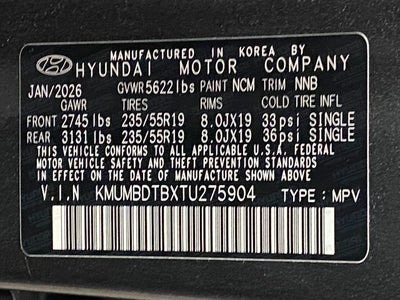 MANUFACTURED IN KOREA BY
HYUNDAI MOTOR COMPANY
JAN/2026 GVWR 5622lbs PAINT NCM TRIM NNB
GAWR TIRES RIMS COLD TIRE INFL
FRONT 2745lbs 235/55R19 8.0JX19 33psi SINGLE
REAR 3131lbs 235/55R19 8.0JX19 36psi SINGLE
THIS VEHICLE CONFORMS TO ALL APPLICABLE U.S.A. FEDERAL
MOTOR VEHICLE SAFETY AND THEFT PREVENTION STANDARDS
IN EFFECT ON THE DATE OF MANUFACTURE SHOWN ABOVE.
V.I.N KMUMBDTBXTU275904 TYPE: MPV